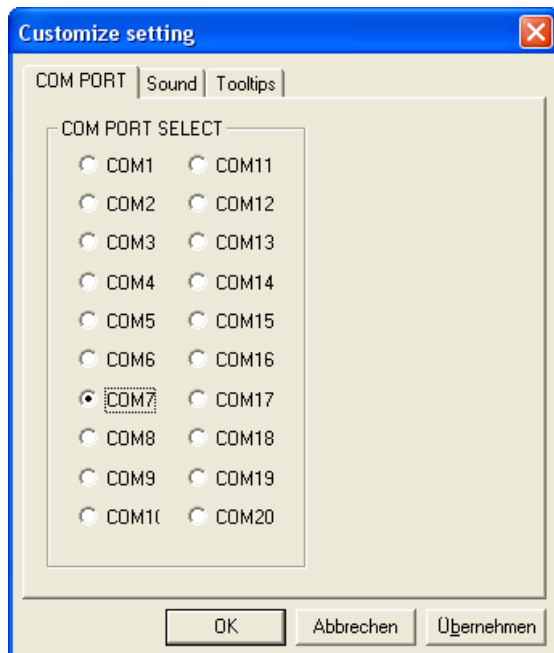 Customize setting
COM PORT Sound Tooltips
COM PORT SELECT
COM1 COM11
COM2 COM12
COM3 COM13
COM4 COM14
COM5 COM15
COM6 COM16
COM7 COM17
COM8 COM18
COM9 COM19
COM1( COM20
OK Abbrechen Übernehmen